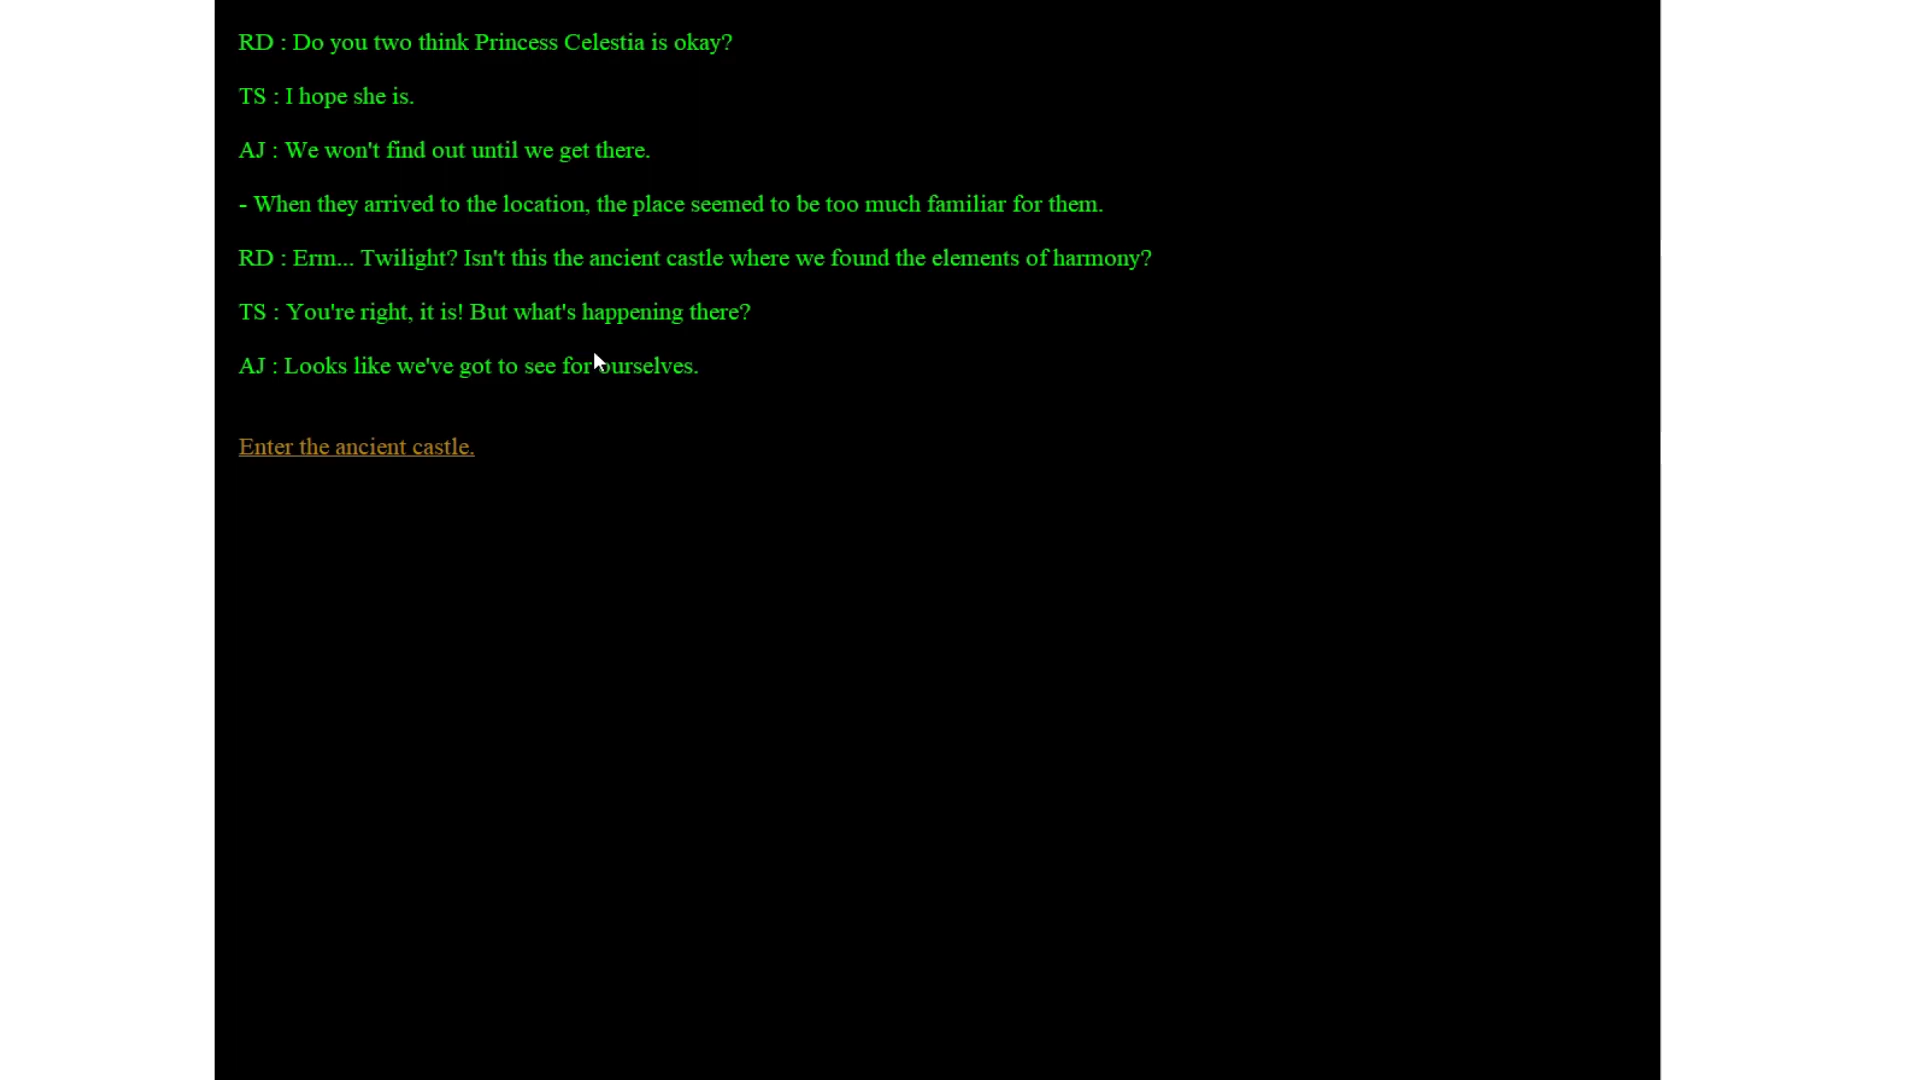 RD : Do you two think Princess Celestia is okay?
TS : I hope she is.
AJ : We won't find out until we get there.
- When they arrived to the location, the place seemed to be too much familiar for them.
RD : Erm... Twilight? Isn't this the ancient castle where we found the elements of harmony?
TS : You're right, it is! But what's happening there?
AJ : Looks like we've got to see for ourselves.
Enter the ancient castle.